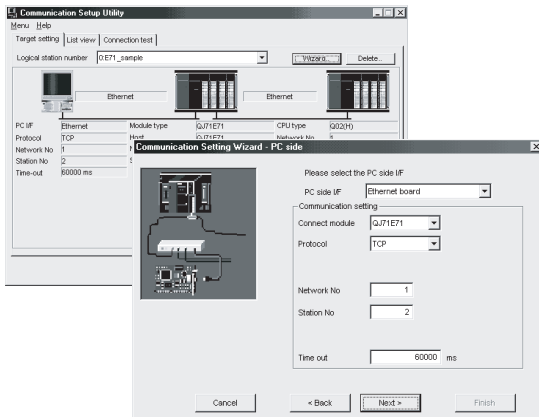 Communication Setup Utility
Menu Help
Target setting List view Connection test
Logical station number 0:E71_sample Wizard... Delete...
Ethernet Ethernet
PC I/F Ethernet Module type QJ71E71 CPU type Q02(H)
Protocol TCP Host QJ71E71 Network No 1
Network No 1
Station No 2
Time-out 60000 ms
Communication Setting Wizard - PC side
Please select the PC side I/F
PC side I/F Ethernet board
Communication setting
Connect module QJ71E71
Protocol TCP
Network No 1
Station No 2
Time out 60000 ms
Cancel < Back Next > Finish